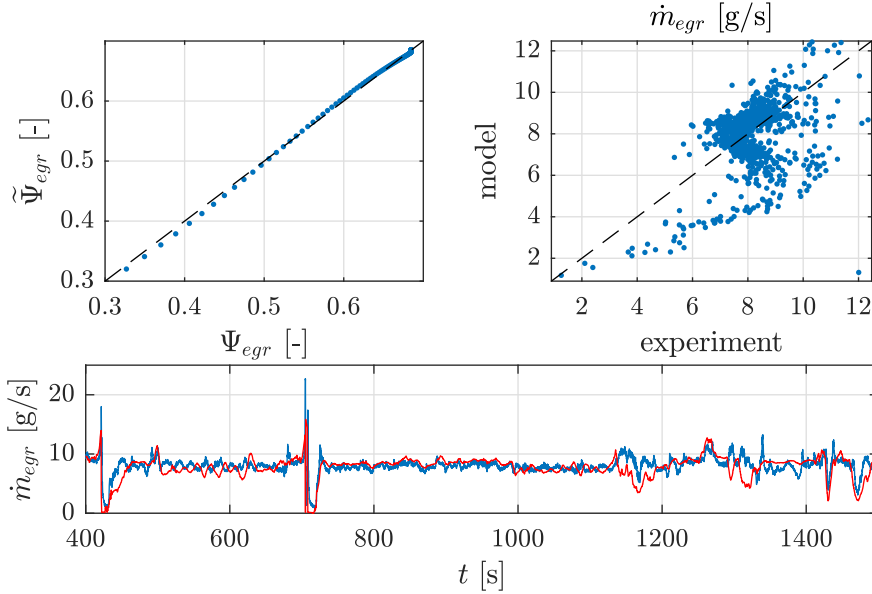 ṁ_egr [g/s]
Ψ̃_egr [-]
0.6
0.5
0.4
0.3
0.3 0.4 0.5 0.6
Ψ_egr [-]
model
12
10
8
6
4
2
2 4 6 8 10 12
experiment
ṁ_egr [g/s]
20
10
0
400 600 800 1000 1200 1400
t [s]